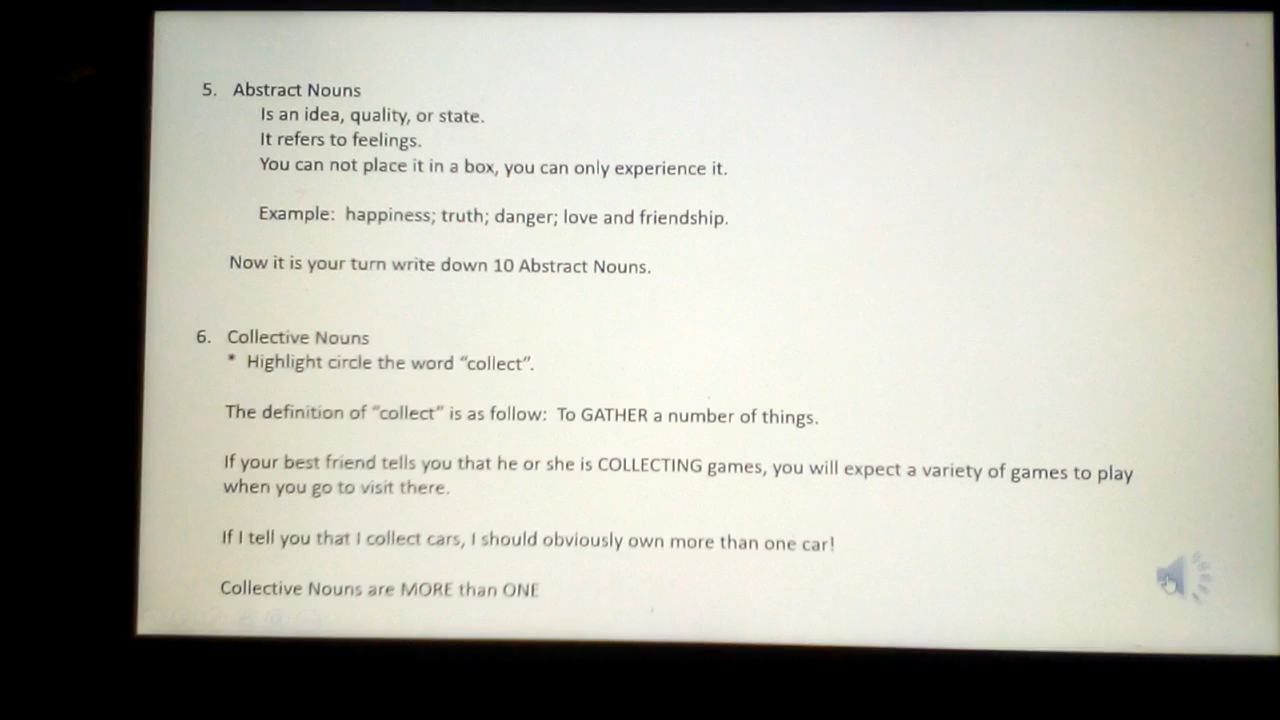 5. Abstract Nouns
Is an idea, quality, or state.
It refers to feelings.
You can not place it in a box, you can only experience it.
Example: happiness; truth; danger; love and friendship.
Now it is your turn write down 10 Abstract Nouns.
6. Collective Nouns
* Highlight circle the word “collect”.
The definition of “collect” is as follow: To GATHER a number of things.
If your best friend tells you that he or she is COLLECTING games, you will expect a variety of games to play
when you go to visit there.
If I tell you that I collect cars, I should obviously own more than one car!
Collective Nouns are MORE than ONE